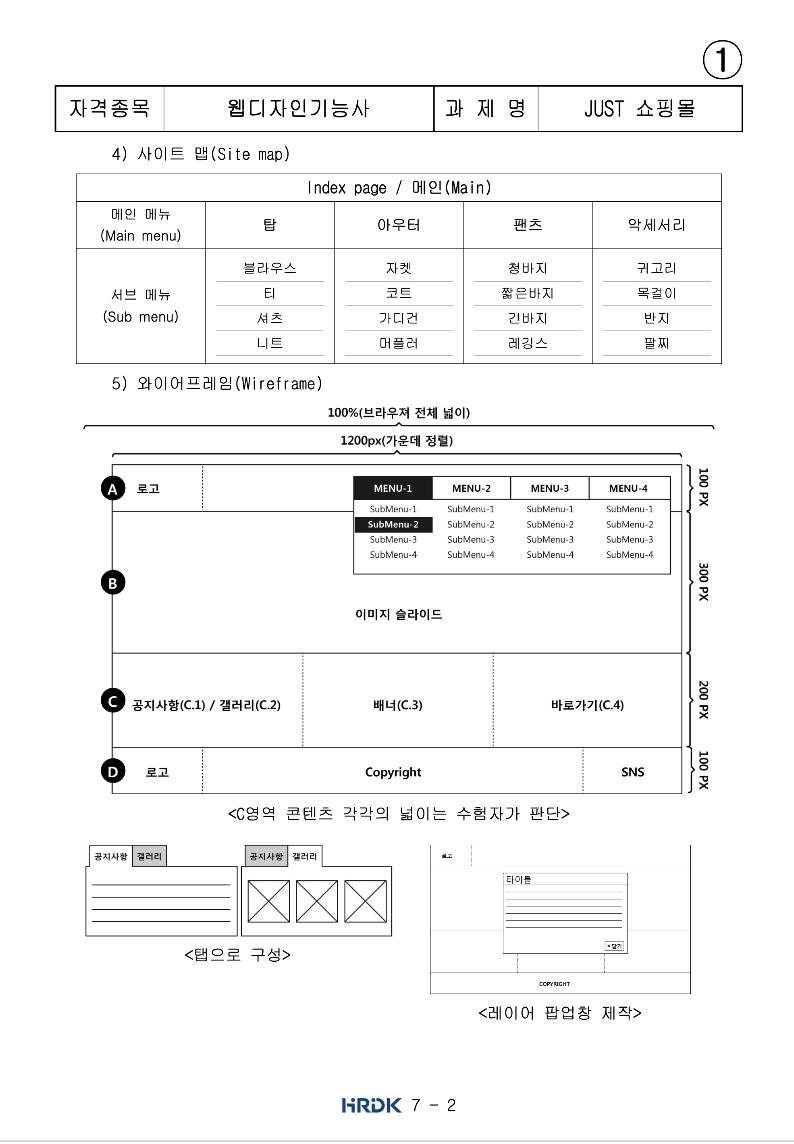 ①
자격종목 웹디자인기능사 과 제 명 JUST 쇼핑몰
4) 사이트 맵(Site map)
Index page / 메인(Main)
메인 메뉴
(Main menu)
탑 아우터 팬츠 악세서리
서브 메뉴
(Sub menu)
블라우스 자켓 청바지 귀고리
티 코트 짧은바지 목걸이
셔츠 가디건 긴바지 반지
니트 머플러 레깅스 팔찌
5) 와이어프레임(Wireframe)
100%(브라우져 전체 넓이)
1200px(가운데 정렬)
A 로고 MENU-1 MENU-2 MENU-3 MENU-4 100 PX
SubMenu-1 SubMenu-1 SubMenu-1 SubMenu-1
SubMenu-2 SubMenu-2 SubMenu-2 SubMenu-2
SubMenu-3 SubMenu-3 SubMenu-3 SubMenu-3
SubMenu-4 SubMenu-4 SubMenu-4 SubMenu-4
B 300 PX
이미지 슬라이드
C 공지사항(C.1) / 갤러리(C.2) 배너(C.3) 바로가기(C.4) 200 PX
D 로고 Copyright SNS 100 PX
<C영역 콘텐츠 각각의 넓이는 수험자가 판단>
공지사항 갤러리 공지사항 갤러리
<탭으로 구성>
로고
타이틀
× 닫기
COPYRIGHT
<레이어 팝업창 제작>
HRDK 7 - 2